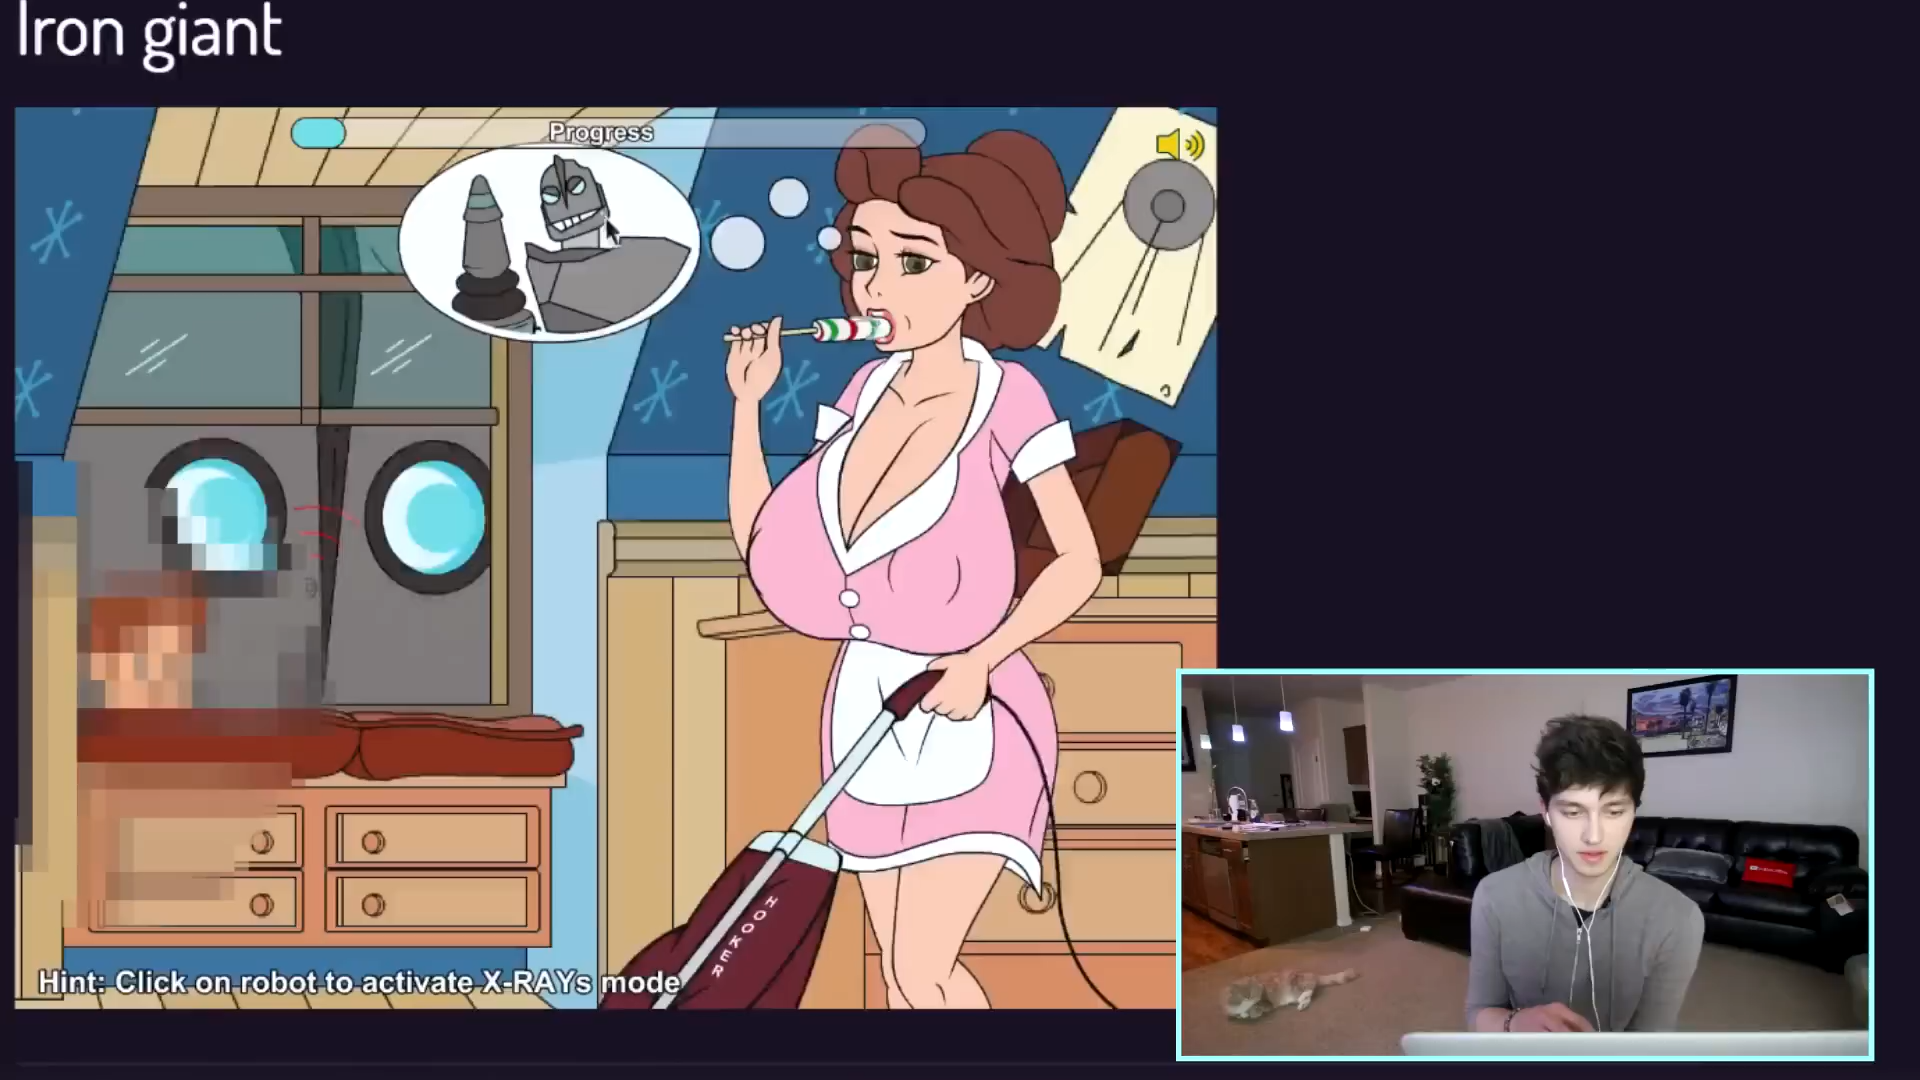 Iron giant
Progress
HOOKER
Hint: Click on robot to activate X-RAYs mode